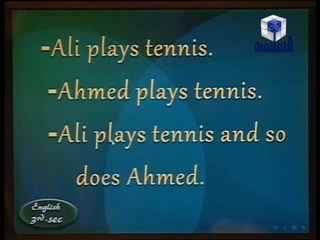 -Ali plays tennis.
-Ahmed plays tennis.
-Ali plays tennis and so
does Ahmed.
English
3rd-sec